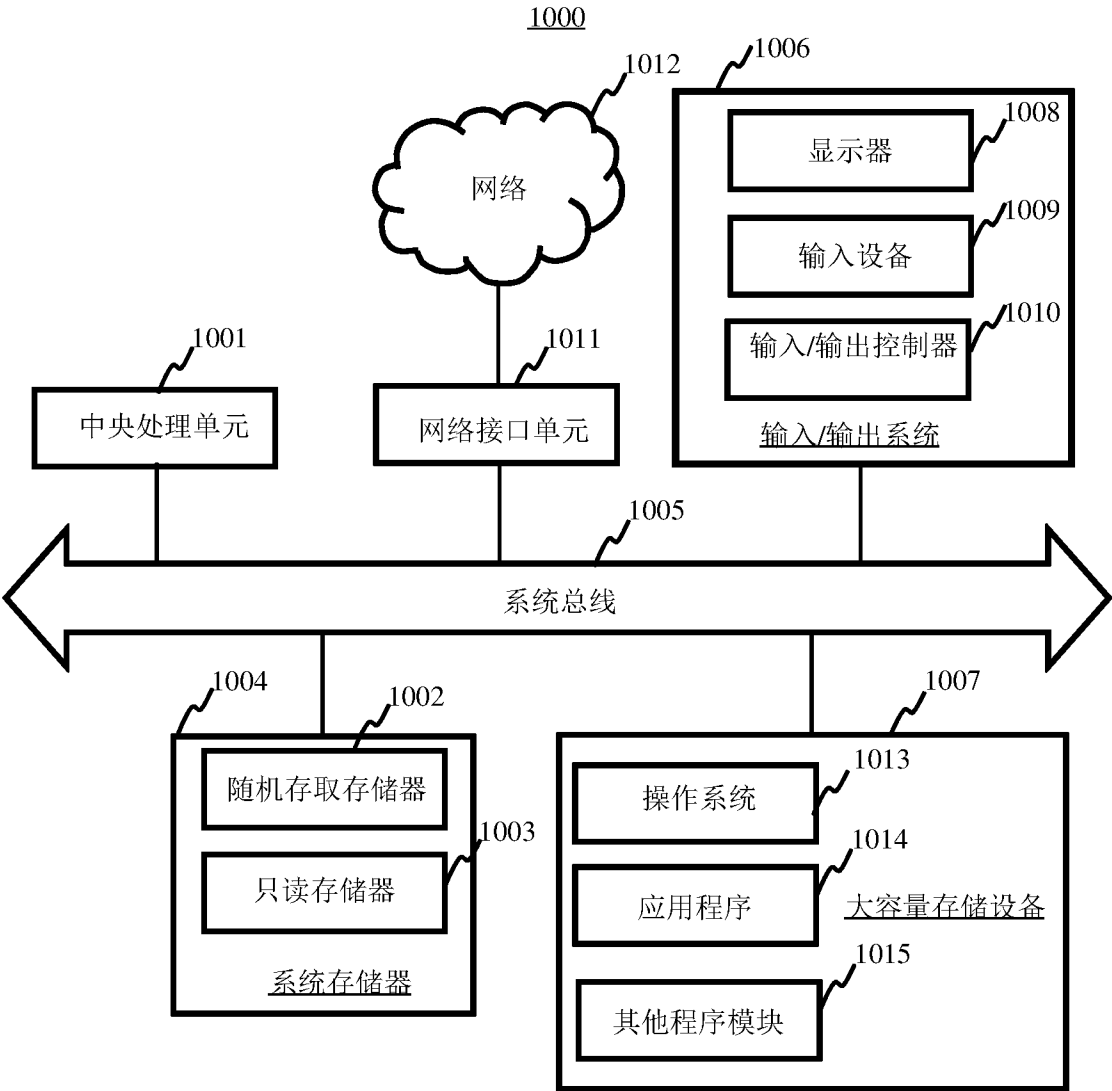 1000
1012
1006
网络
1008
显示器
1009
输入设备
1010
输入/输出控制器
输入/输出系统
1001
中央处理单元
1011
网络接口单元
1005
系统总线
1004
1002
随机存取存储器
1003
只读存储器
系统存储器
1007
1013
操作系统
1014
应用程序
大容量存储设备
1015
其他程序模块